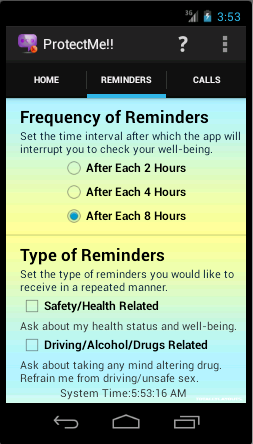 3G 3:53
ProtectMe!! ?
HOME REMINDERS CALLS
Frequency of Reminders
Set the time interval after which the app will
interrupt you to check your well-being.
After Each 2 Hours
After Each 4 Hours
After Each 8 Hours
Type of Reminders
Set the type of reminders you would like to
receive in a repeated manner.
Safety/Health Related
Ask about my health status and well-being.
Driving/Alcohol/Drugs Related
Ask about taking any mind altering drug.
Refrain me from driving/unsafe sex.
System Time:5:53:16 AM